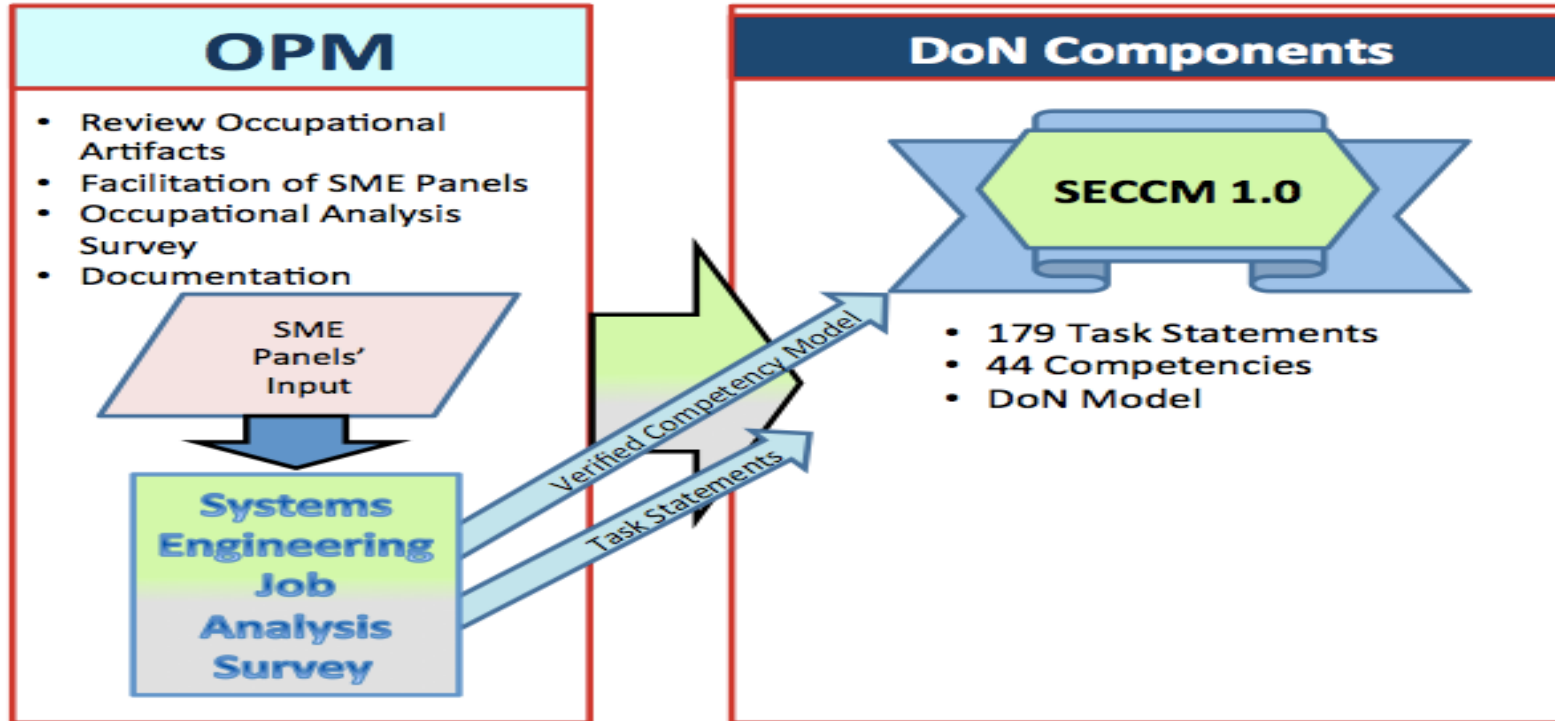 OPM
• Review Occupational
Artifacts
• Facilitation of SME Panels
• Occupational Analysis
Survey
• Documentation
SME
Panels’
Input
Systems
Engineering
Job
Analysis
Survey
Verified Competency Model
Task Statements
DoN Components
SECCM 1.0
• 179 Task Statements
• 44 Competencies
• DoN Model